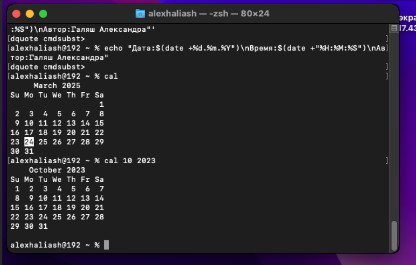 alexhaliash — -zsh — 80×24
:%S")\nАвтор:Галяш Александра"'
[dquote cmdsubst>
[dquote cmdsubst>
alexhaliash@192 ~ % echo "Дата:$(date +%d.%m.%Y")\nВремя:$(date +"%H:%M:%S")\nАв
тор:Галяш Александра"
alexhaliash@192 ~ % cal
March 2025
Su Mo Tu We Th Fr Sa
1
2 3 4 5 6 7 8
9 10 11 12 13 14 15
16 17 18 19 20 21 22
23 24 25 26 27 28 29
30 31
[alexhaliash@192 ~ % cal 10 2023 ]
October 2023
Su Mo Tu We Th Fr Sa
1 2 3 4 5 6 7
8 9 10 11 12 13 14
15 16 17 18 19 20 21
22 23 24 25 26 27 28
29 30 31
alexhaliash@192 ~ %
экра
17.43